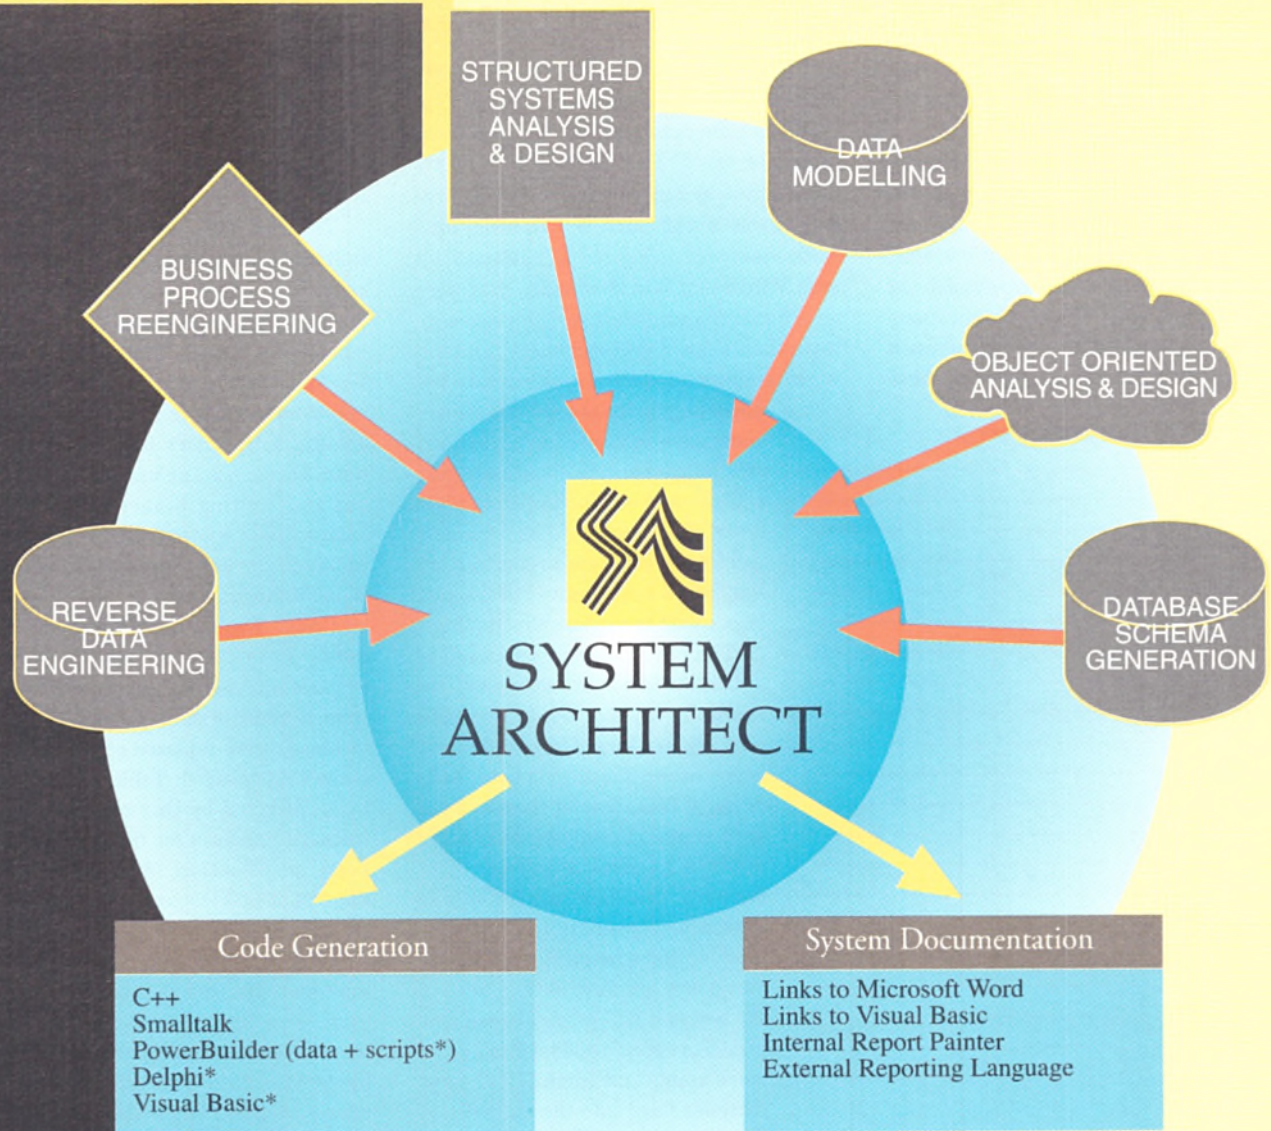 STRUCTURED
SYSTEMS
ANALYSIS
& DESIGN
DATA
MODELLING
BUSINESS
PROCESS
REENGINEERING
OBJECT ORIENTED
ANALYSIS & DESIGN
REVERSE
DATA
ENGINEERING
DATABASE
SCHEMA
GENERATION
SA
SYSTEM
ARCHITECT
Code Generation
C++
Smalltalk
PowerBuilder (data + scripts*)
Delphi*
Visual Basic*
System Documentation
Links to Microsoft Word
Links to Visual Basic
Internal Report Painter
External Reporting Language